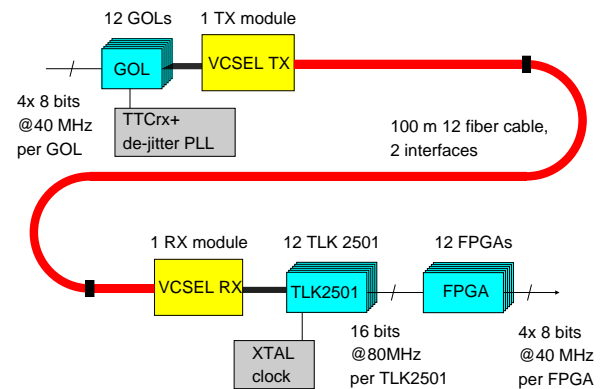 12 GOLs
1 TX module
GOL
VCSEL TX
4x 8 bits
@40 MHz
per GOL
TTCrx+
de-jitter PLL
100 m 12 fiber cable,
2 interfaces
1 RX module
12 TLK 2501
12 FPGAs
VCSEL RX
TLK2501
FPGA
XTAL
clock
16 bits
@80MHz
per TLK2501
4x 8 bits
@40 MHz
per FPGA